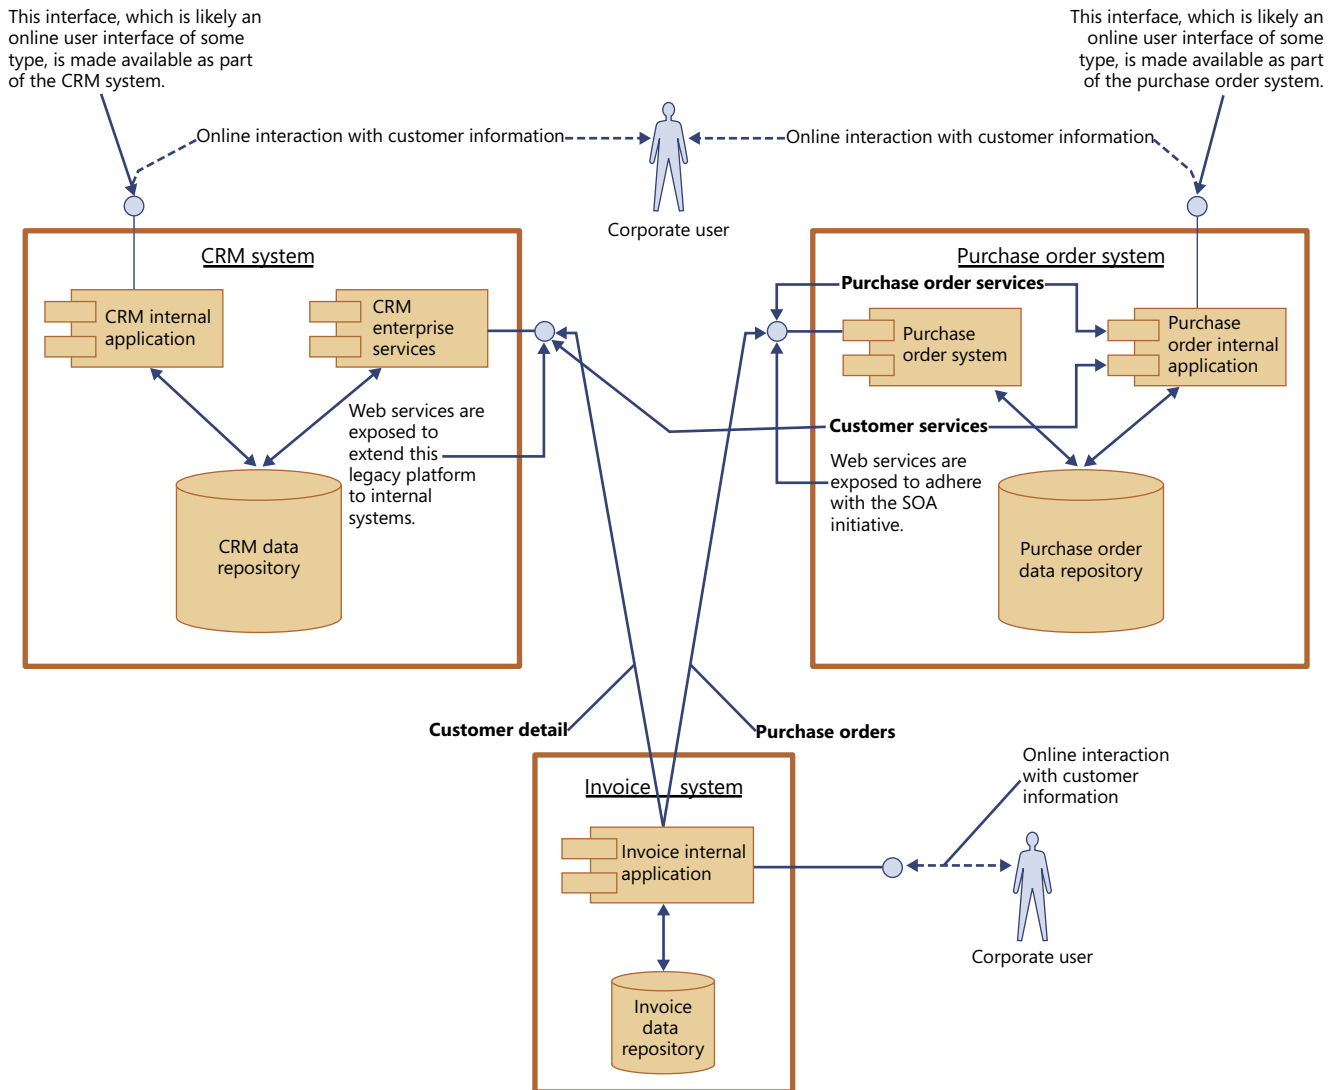 This interface, which is likely an
online user interface of some
type, is made available as part
of the CRM system.
This interface, which is likely an
online user interface of some
type, is made available as part
of the purchase order system.
Online interaction with customer information
Online interaction with customer information
Corporate user
CRM system
CRM internal
application
CRM
enterprise
services
Web services are
exposed to
extend this
legacy platform
to internal
systems.
CRM data
repository
Purchase order system
Purchase order services
Purchase
order system
Purchase
order internal
application
Customer services
Web services are
exposed to adhere
with the SOA
initiative.
Purchase order
data repository
Customer detail
Purchase orders
Invoice system
Invoice internal
application
Invoice
data
repository
Online interaction
with customer
information
Corporate user